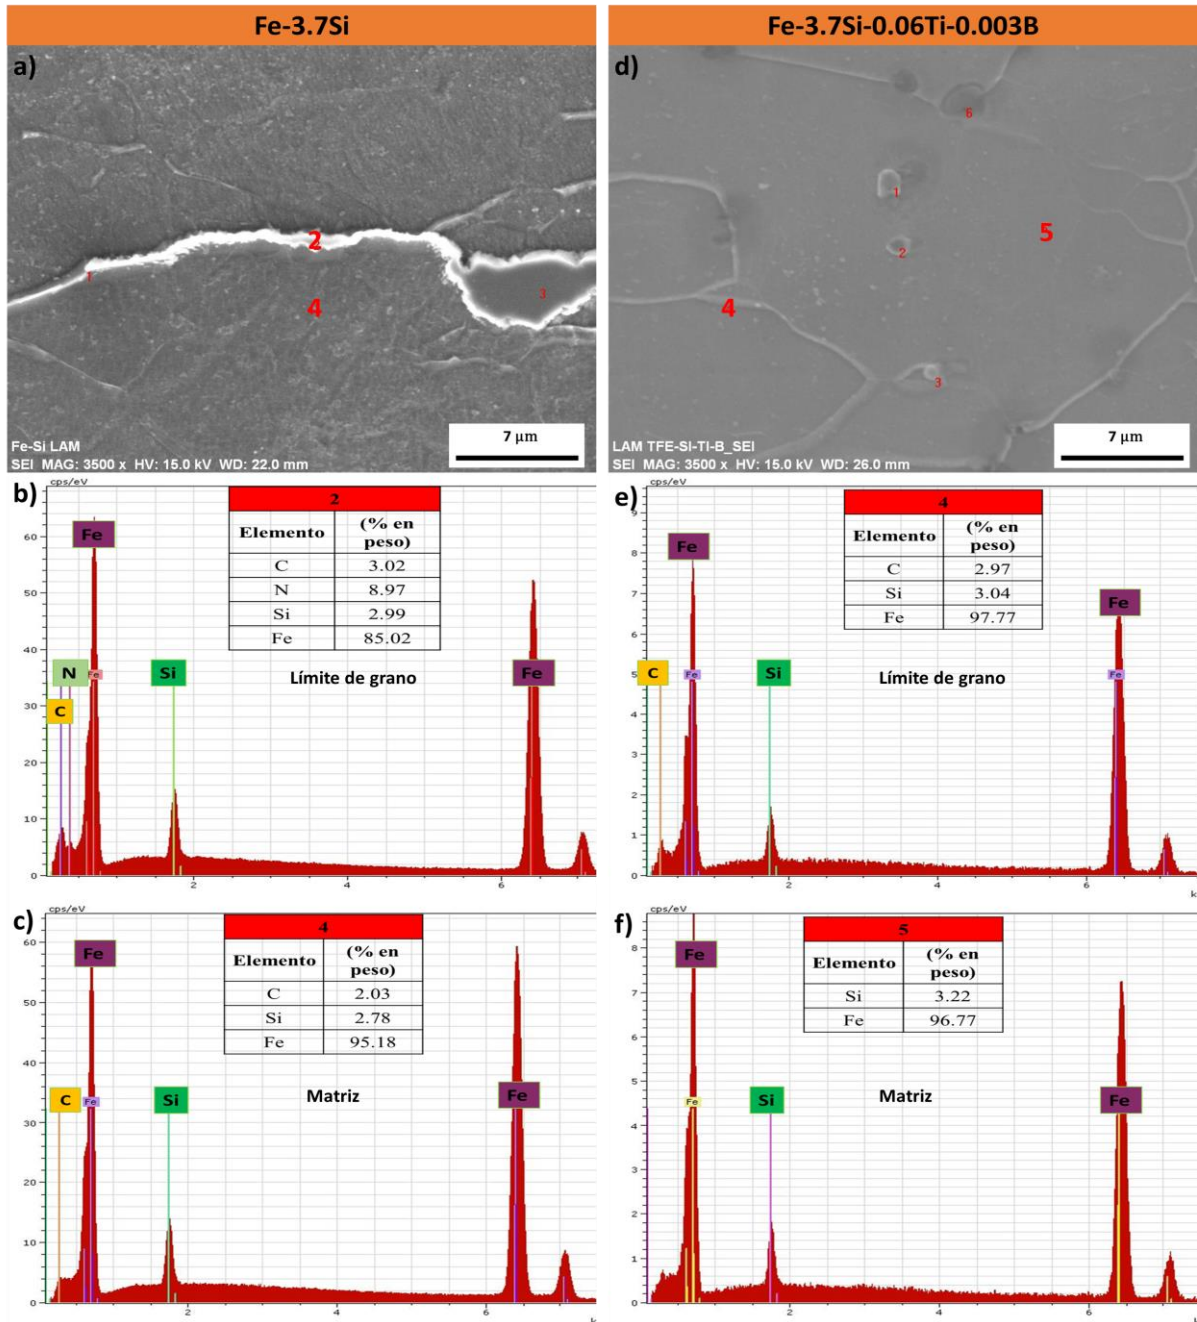 Fe-3.7Si
Fe-3.7Si-0.06Ti-0.003B
a)
1
2
3
4
7 µm
Fe-Si LAM
SEI MAG: 3500 x HV: 15.0 kV WD: 22.0 mm
d)
6
1
2
5
4
3
7 µm
LAM TFE-SI-TI-B_SEI
SEI MAG: 3500 x HV: 15.0 kV WD: 26.0 mm
b)
cps/eV
2
Elemento (% en peso)
C 3.02
N 8.97
Si 2.99
Fe 85.02
Límite de grano
Fe
N
Fe
Si
Fe
C
60
50
40
30
20
10
0
2 4 6
e)
cps/eV
4
Elemento (% en peso)
C 2.97
Si 3.04
Fe 97.77
Límite de grano
Fe
Fe
C
Fe
Si
Fe
9
8
7
6
5
4
3
2
1
0
2 4 6
k
c)
cps/eV
4
Elemento (% en peso)
C 2.03
Si 2.78
Fe 95.18
Matriz
Fe
C
Fe
Si
Fe
60
50
40
30
20
10
0
2 4 6
k
f)
cps/eV
5
Elemento (% en peso)
Si 3.22
Fe 96.77
Matriz
Fe
Fe
Si
Fe
8
7
6
5
4
3
2
1
0
2 4 6
k